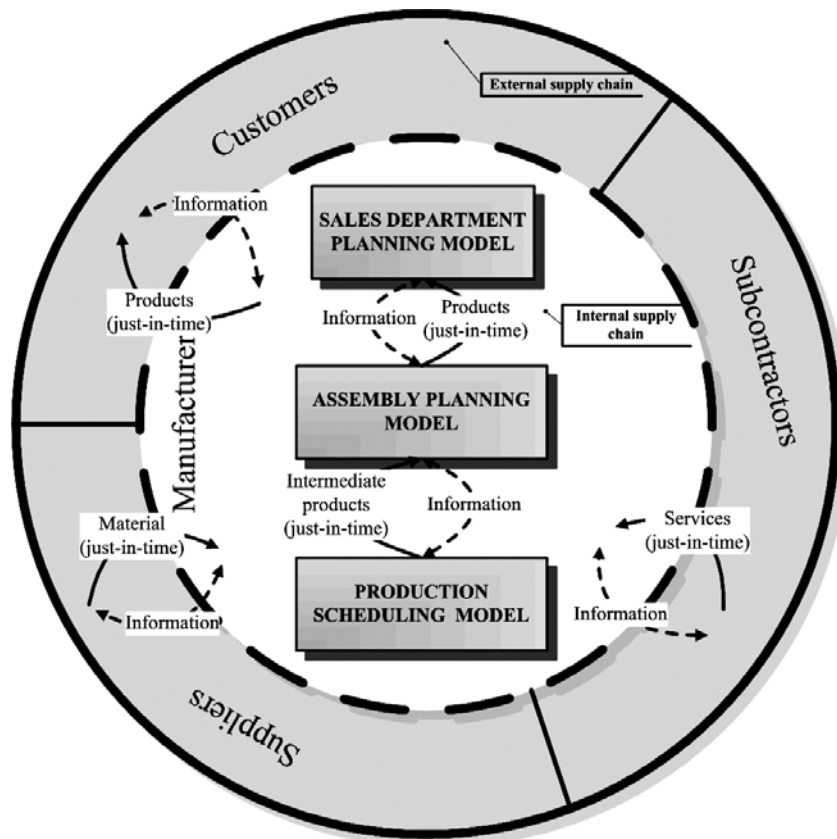 External supply chain
Customers
Information
SALES DEPARTMENT
PLANNING MODEL
Products
(just-in-time)
Information
Products
(just-in-time)
Internal supply
chain
Subcontractors
Manufacturer
ASSEMBLY PLANNING
MODEL
Intermediate
products
(just-in-time)
Information
Material
(just-in-time)
Services
(just-in-time)
PRODUCTION
SCHEDULING MODEL
Information
Information
Suppliers